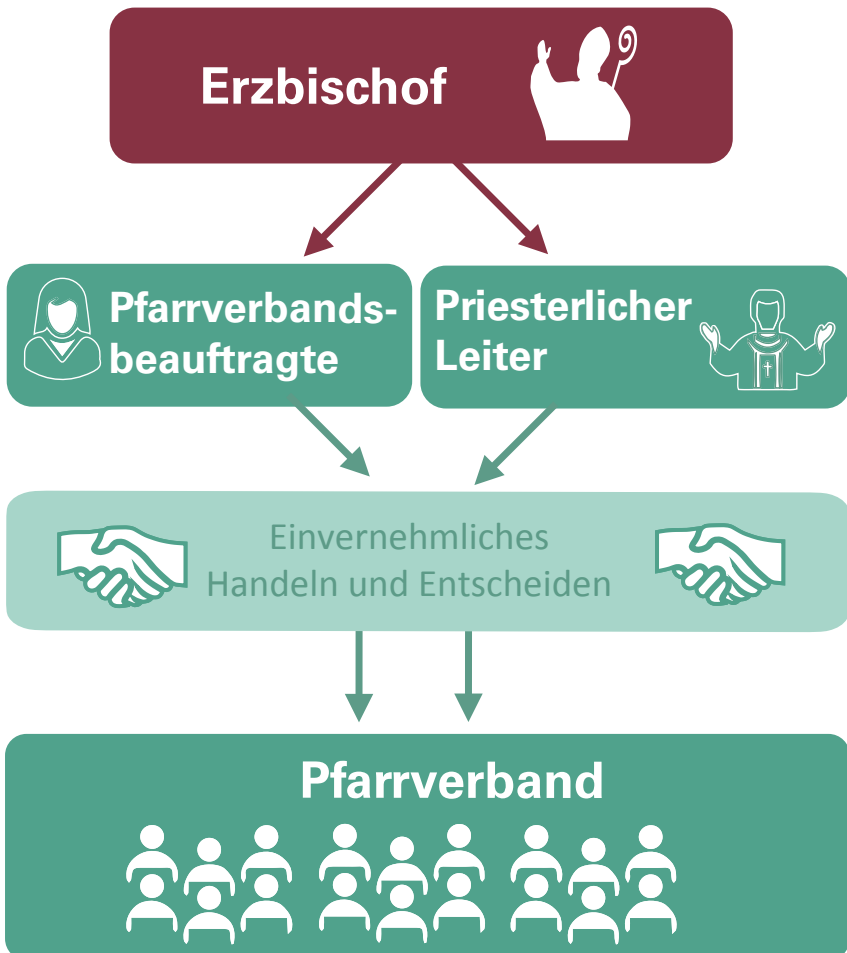 Erzbischof
Pfarrverbands-
beauftragte
Priesterlicher
Leiter
Einvernehmliches
Handeln und Entscheiden
Pfarrverband